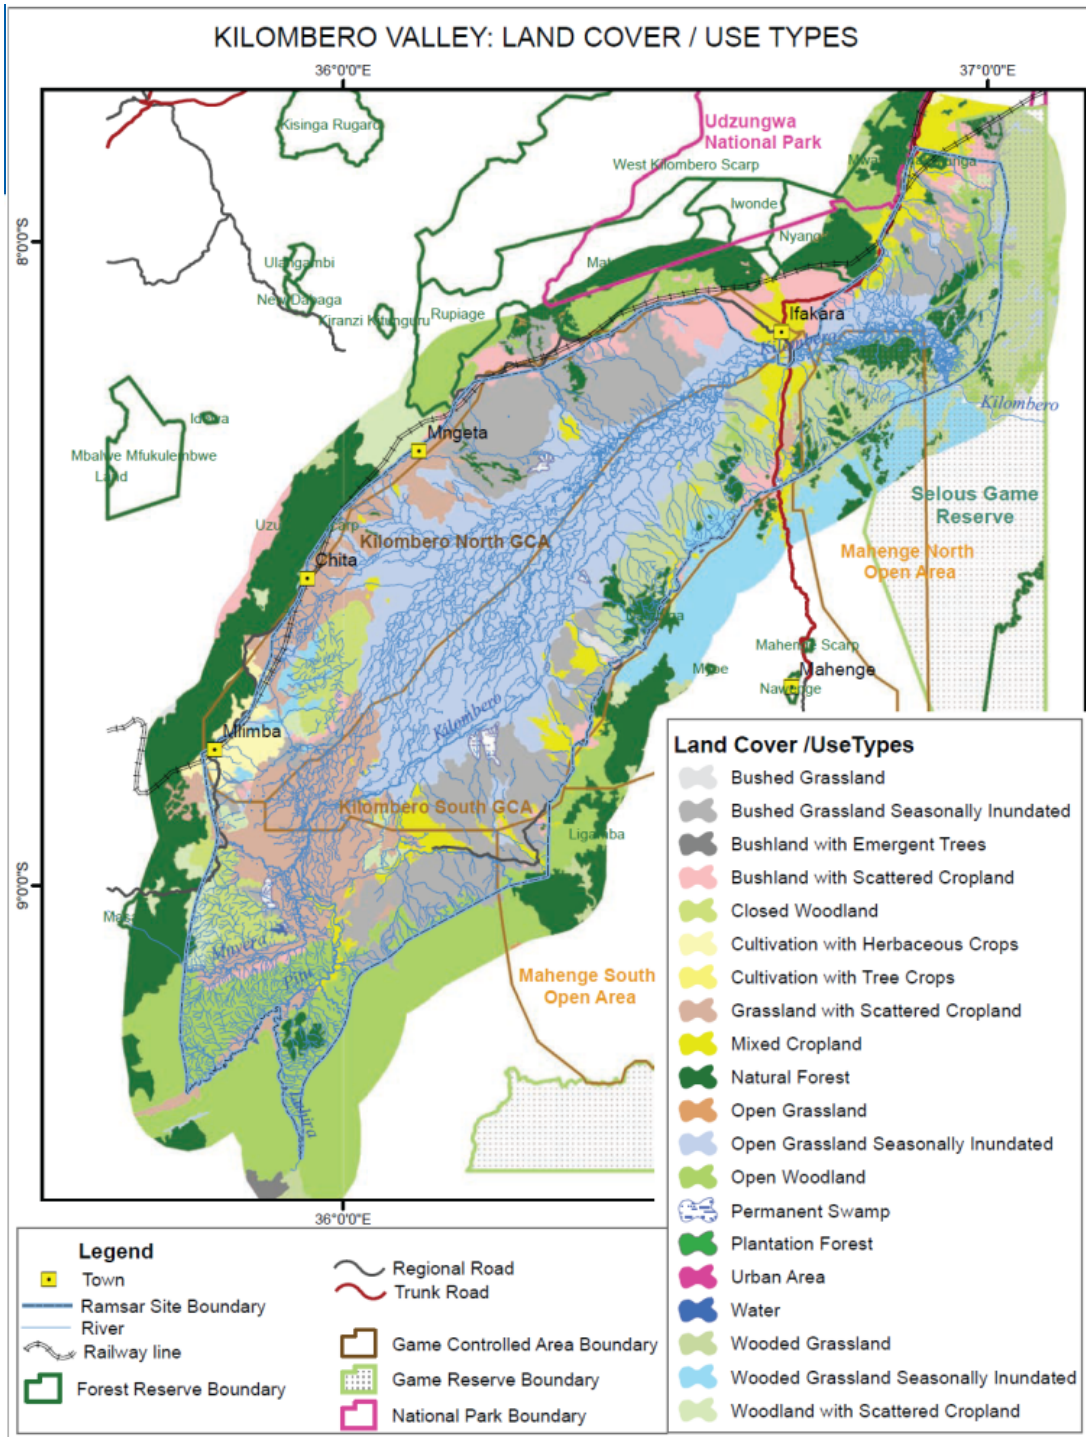 KILOMBERO VALLEY: LAND COVER / USE TYPES
36°0'0"E
37°0'0"E
Kisinga Rugaro
Udzungwa
National Park
West Kilombero Scarp
Iwonde
8°0'0"S
Ulangambi
New Dabaga
Kiranzi Kitunguru
Rupiage
Ifakara
Kilombero
Kilombero
Idewa
Mngeta
Mbalwe Mfukulembwe
Land
Selous Game
Reserve
Kilombero North GCA
Mahenge North
Open Area
Chita
Mahenge Scarp
Mahenge
Nawenge
Kilombero
Mlimba
Kilombero South GCA
Ligamba
9°0'0"S
Mnyera
Pitu
Mahenge South
Open Area
36°0'0"E
Land Cover /UseTypes
Bushed Grassland
Bushed Grassland Seasonally Inundated
Bushland with Emergent Trees
Bushland with Scattered Cropland
Closed Woodland
Cultivation with Herbaceous Crops
Cultivation with Tree Crops
Grassland with Scattered Cropland
Mixed Cropland
Natural Forest
Open Grassland
Open Grassland Seasonally Inundated
Open Woodland
Permanent Swamp
Plantation Forest
Urban Area
Water
Wooded Grassland
Wooded Grassland Seasonally Inundated
Woodland with Scattered Cropland
Legend
Town
Ramsar Site Boundary
River
Railway line
Forest Reserve Boundary
Regional Road
Trunk Road
Game Controlled Area Boundary
Game Reserve Boundary
National Park Boundary